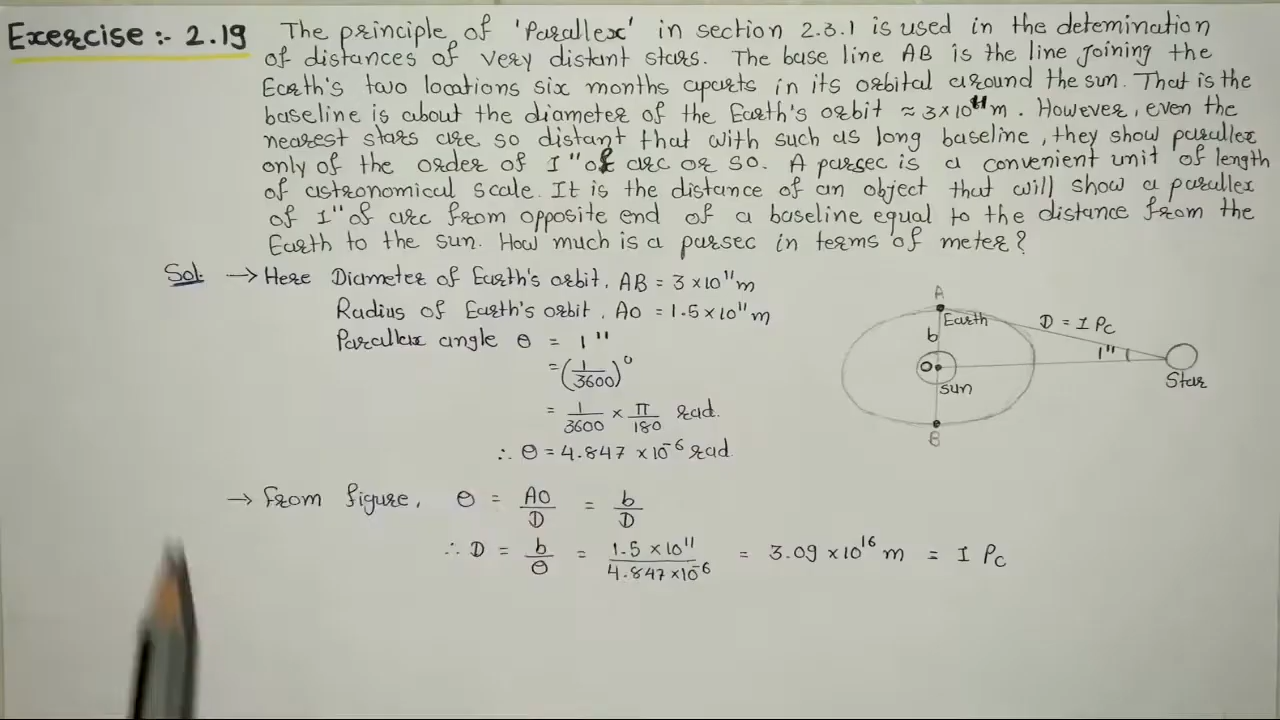 Exercise :- 2.19 The principle of 'Parallex' in section 2.3.1 is used in the detemination
of distances of very distant stars. The base line AB is the line joining the
Earth's two locations six months aparts in its orbital around the sun. That is the
baseline is about the diameter of the Earth's orbit ≈ 3×10¹¹m. However, even the
nearest stars are so distant that with such as long baseline, they show parallex
only of the order of 1" of arc or so. A parsec is a convenient unit of length
of astronomical scale. It is the distance of an object that will show a parallex
of 1" of arc from opposite end of a baseline equal to the distance from the
Earth to the sun. How much is a parsec in terms of meter?
Sol. → Here Diameter of Earth's orbit, AB = 3 ×10¹¹m
Radius of Earth's orbit, AO = 1.5×10¹¹m
Parallax angle θ = 1"
= (1/3600)⁰
= 1/3600 × π/180 rad.
∴ θ = 4.847 ×10⁻⁶ rad
→ from figure, θ = AO/D = b/D
∴ D = b/θ = 1.5 ×10¹¹/4.847×10⁻⁶ = 3.09 ×10¹⁶ m = 1 Pc
A
Earth
D = 1 Pc
b
1"
O
Star
sun
B